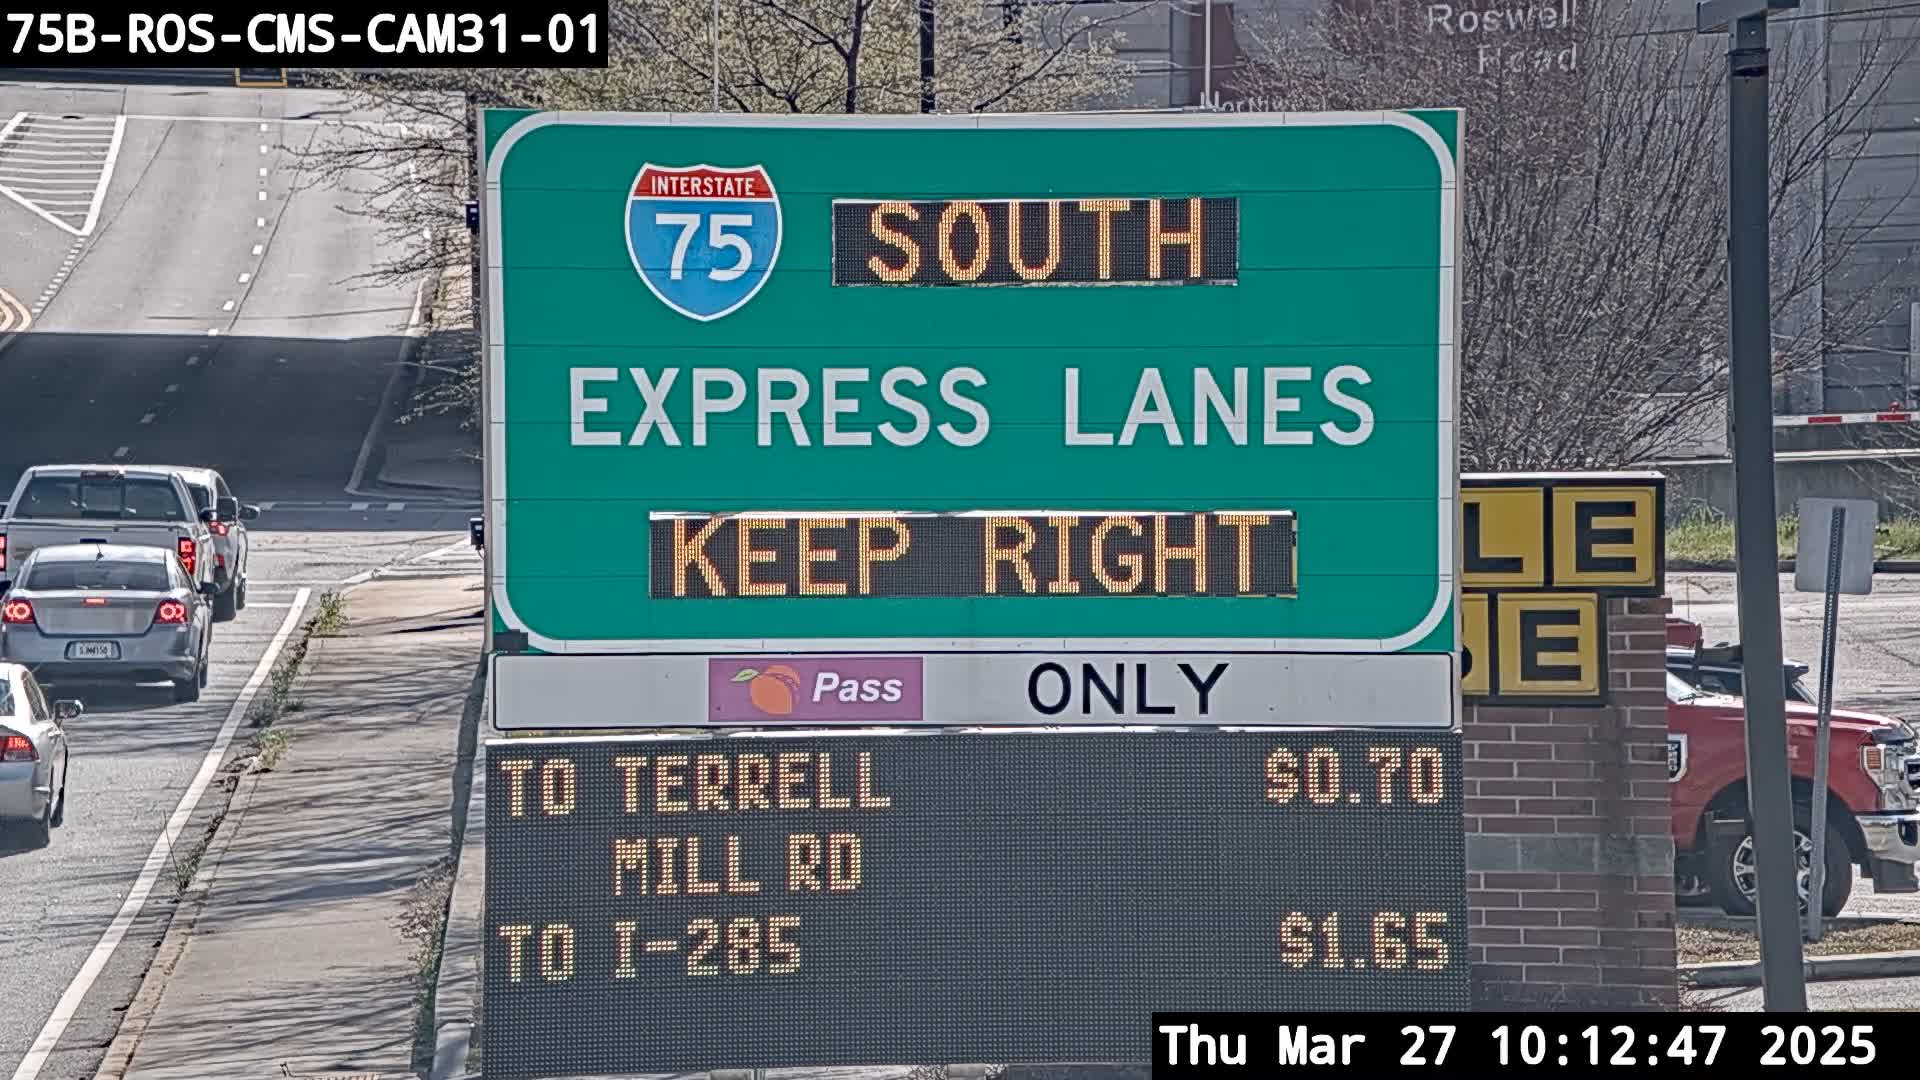 75B-ROS-CMS-CAM31-01
Roswell
Road
INTERSTATE
75
SOUTH
EXPRESS LANES
KEEP RIGHT
LE
E
Pass
ONLY
TO TERRELL $0.70
MILL RD
TO I-285 $1.65
Thu Mar 27 10:12:47 2025